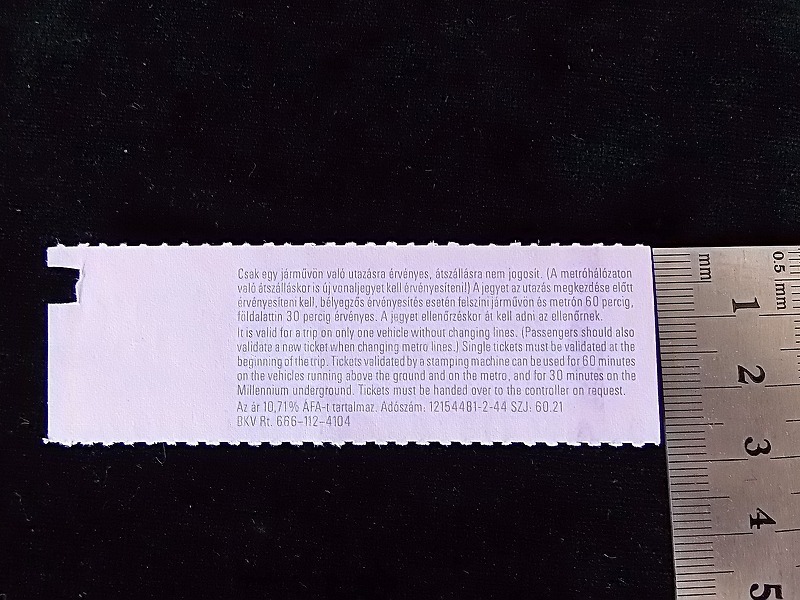 Csak egy járművön való utazásra érvényes, átszállásra nem jogosít. (A metróhálózaton
való átszálláskor is új vonaljegyet kell érvényesíteni!) A jegyet az utazás megkezdése előtt
érvényesíteni kell, bélyegzős érvényesítés esetén felszíni járművön és metrón 60 percig,
földalattin 30 percig érvényes. A jegyet ellenőrzéskor át kell adni az ellenőrnek.
It is valid for a trip on only one vehicle without changing lines. (Passengers should also
validate a new ticket when changing metro lines.) Single tickets must be validated at the
beginning of the trip. Tickets validated by a stamping machine can be used for 60 minutes
on the vehicles running above the ground and on the metro, and for 30 minutes on the
Millennium underground. Tickets must be handed over to the controller on request.
Az ár 10,71% ÁFA-t tartalmaz. Adószám: 12154481-2-44 SZJ: 60.21
BKV Rt. 666-112-4104
mm
0.5 mm
1
2
3
4
5